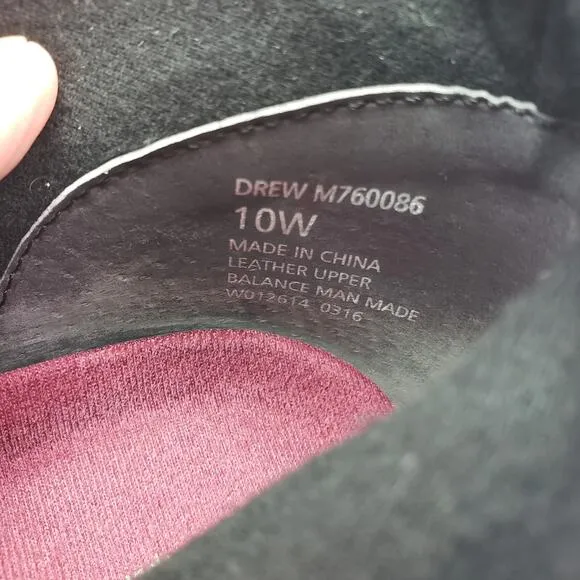 DREW M760086
10W
MADE IN CHINA
LEATHER UPPER
BALANCE MAN MADE
W012614 0316